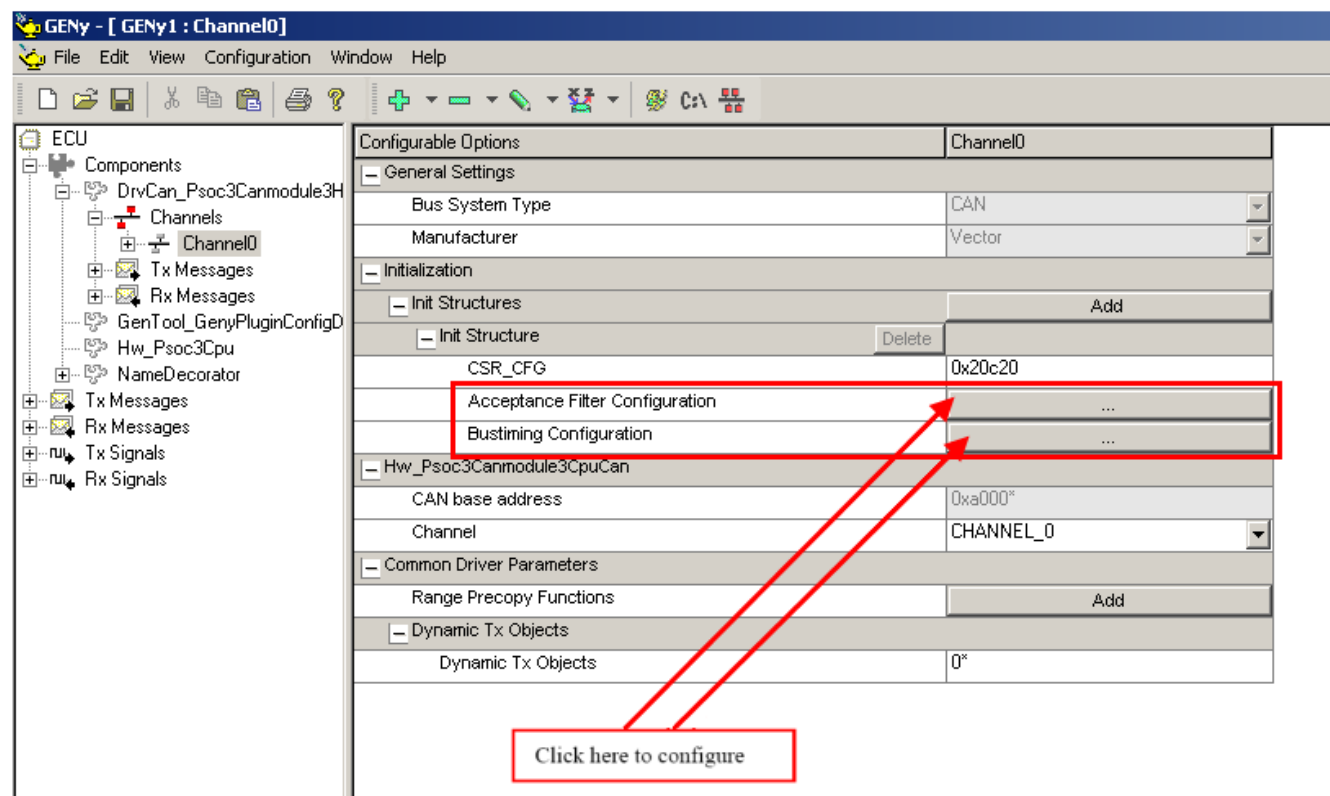 GENy - [ GENy1 : Channel0]
File Edit View Configuration Window Help
C:\
ECU
Components
DrvCan_Psoc3Canmodule3H
Channels
Channel0
Tx Messages
Rx Messages
GenTool_GenyPluginConfigD
Hw_Psoc3Cpu
NameDecorator
Tx Messages
Rx Messages
Tx Signals
Rx Signals
Configurable Options Channel0
General Settings
Bus System Type CAN
Manufacturer Vector
Initialization
Init Structures Add
Init Structure Delete
CSR_CFG 0x20c20
Acceptance Filter Configuration ...
Bustiming Configuration ...
Hw_Psoc3Canmodule3CpuCan
CAN base address 0xa000*
Channel CHANNEL_0
Common Driver Parameters
Range Precopy Functions Add
Dynamic Tx Objects
Dynamic Tx Objects 0*
Click here to configure